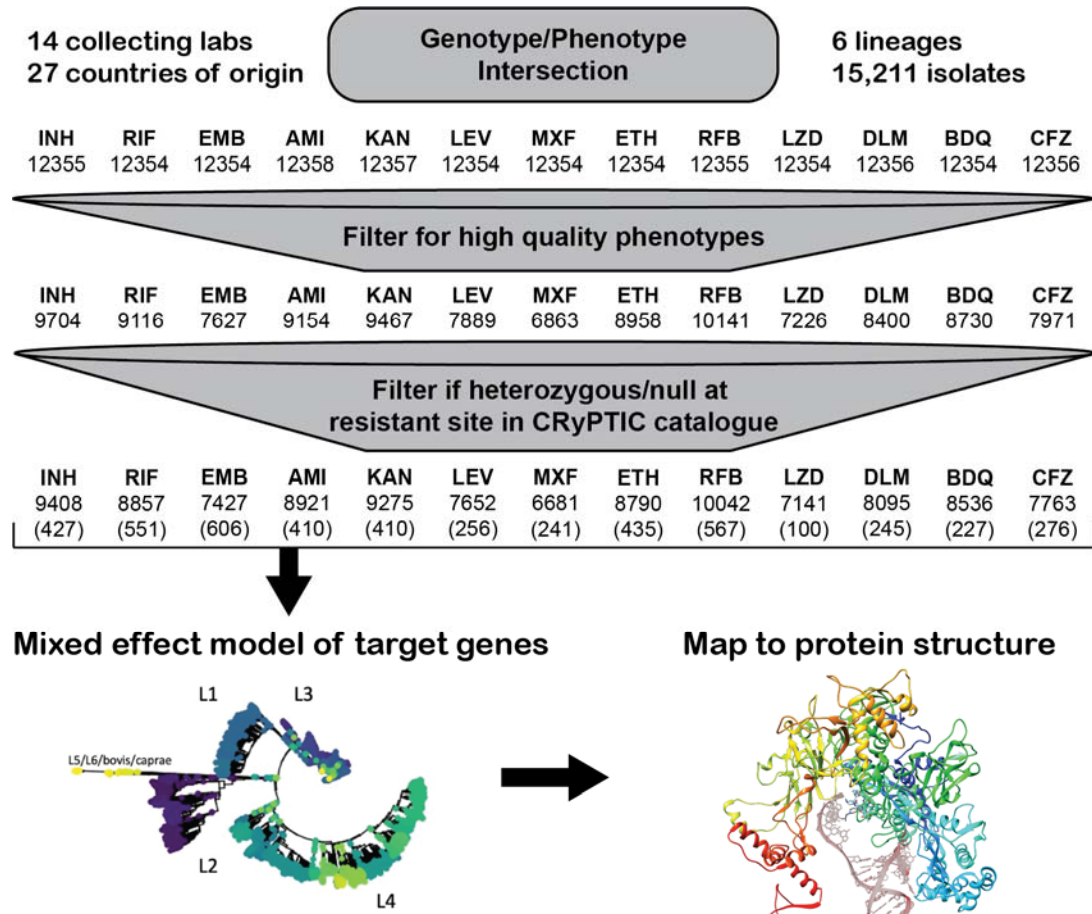 14 collecting labs
27 countries of origin
Genotype/Phenotype
Intersection
6 lineages
15,211 isolates
INH RIF EMB AMI KAN LEV MXF ETH RFB LZD DLM BDQ CFZ
12355 12354 12354 12358 12357 12354 12354 12354 12355 12354 12356 12354 12356
Filter for high quality phenotypes
INH RIF EMB AMI KAN LEV MXF ETH RFB LZD DLM BDQ CFZ
9704 9116 7627 9154 9467 7889 6863 8958 10141 7226 8400 8730 7971
Filter if heterozygous/null at
resistant site in CRyPTIC catalogue
INH RIF EMB AMI KAN LEV MXF ETH RFB LZD DLM BDQ CFZ
9408 8857 7427 8921 9275 7652 6681 8790 10042 7141 8095 8536 7763
(427) (551) (606) (410) (410) (256) (241) (435) (567) (100) (245) (227) (276)
Mixed effect model of target genes
L1
L3
L5/L6/bovis/caprae
L2
L4
Map to protein structure